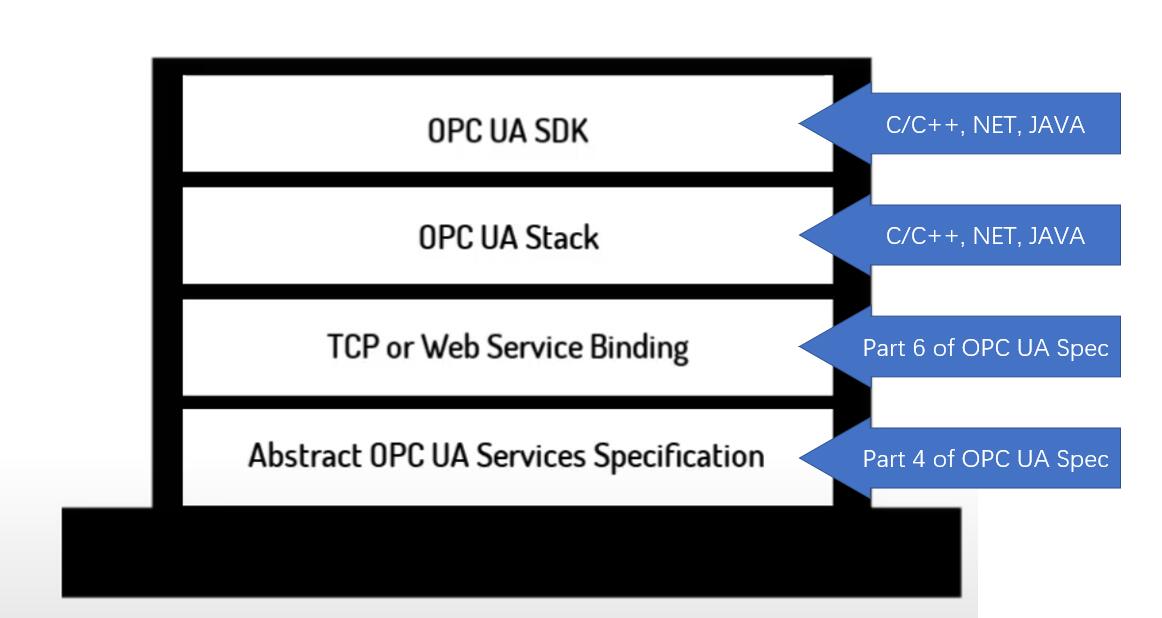 OPC UA SDK
C/C++, NET, JAVA
OPC UA Stack
C/C++, NET, JAVA
TCP or Web Service Binding
Part 6 of OPC UA Spec
Abstract OPC UA Services Specification
Part 4 of OPC UA Spec